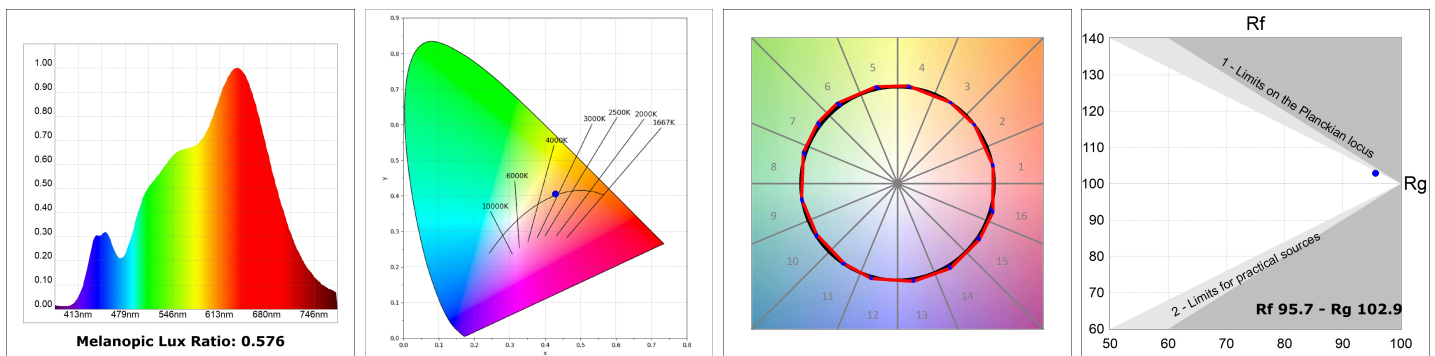 1.00
0.90
0.80
0.70
0.60
0.50
0.40
0.30
0.20
0.10
0.00
413nm 479nm 546nm 613nm 680nm 746nm
Melanopic Lux Ratio: 0.576
0.9
0.8
0.7
0.6
0.5
0.4
0.3
0.2
0.1
0.0
y
0.0 0.1 0.2 0.3 0.4 0.5 0.6 0.7 0.8
x
10000K
6000K
4000K
3000K
2500K
2000K
1667K
1
2
3
4
5
6
7
8
9
10
11
12
13
14
15
16
Rf
140
130
120
110
100
90
80
70
60
50 60 70 80 90 100
Rg
1 - Limits on the Planckian locus
2 - Limits for practical sources
Rf 95.7 - Rg 102.9